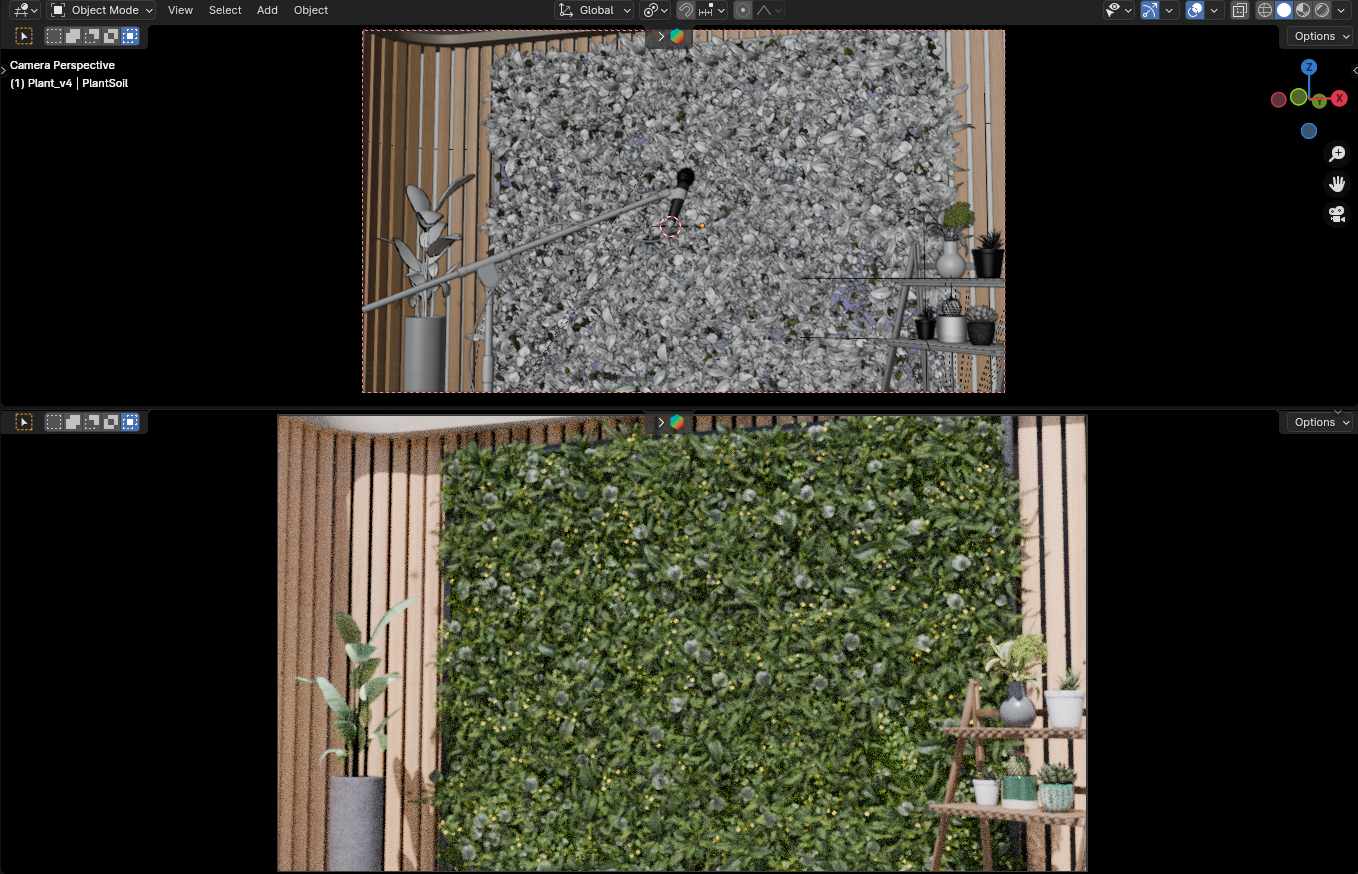 Object Mode View Select Add Object Global
Options
Camera Perspective
(1) Plant_v4 | PlantSoil
Z
Y
X
Options